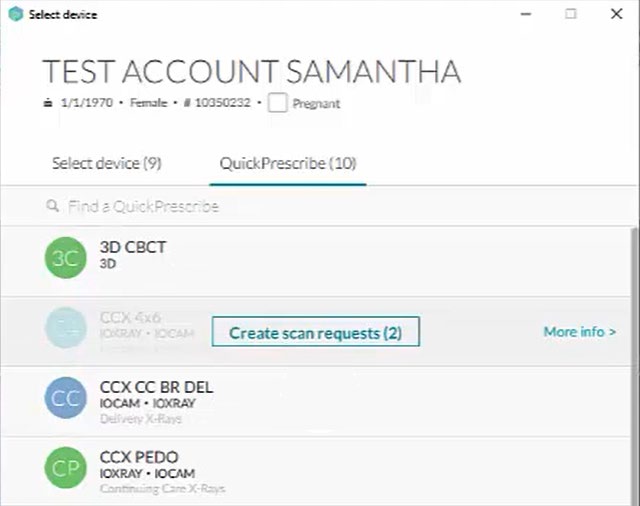 Select device
TEST ACCOUNT SAMANTHA
1/1/1970 • Female • # 10350232 • Pregnant
Select device (9) QuickPrescribe (10)
Find a QuickPrescribe
3C 3D CBCT
3D
CCX 4x6
IOXRAY • IOCAM
Create scan requests (2) More info >
CC CCX CC BR DEL
IOCAM • IOXRAY
Delivery X-Rays
CP CCX PEDO
IOXRAY • IOCAM
Continuing Care X-Rays